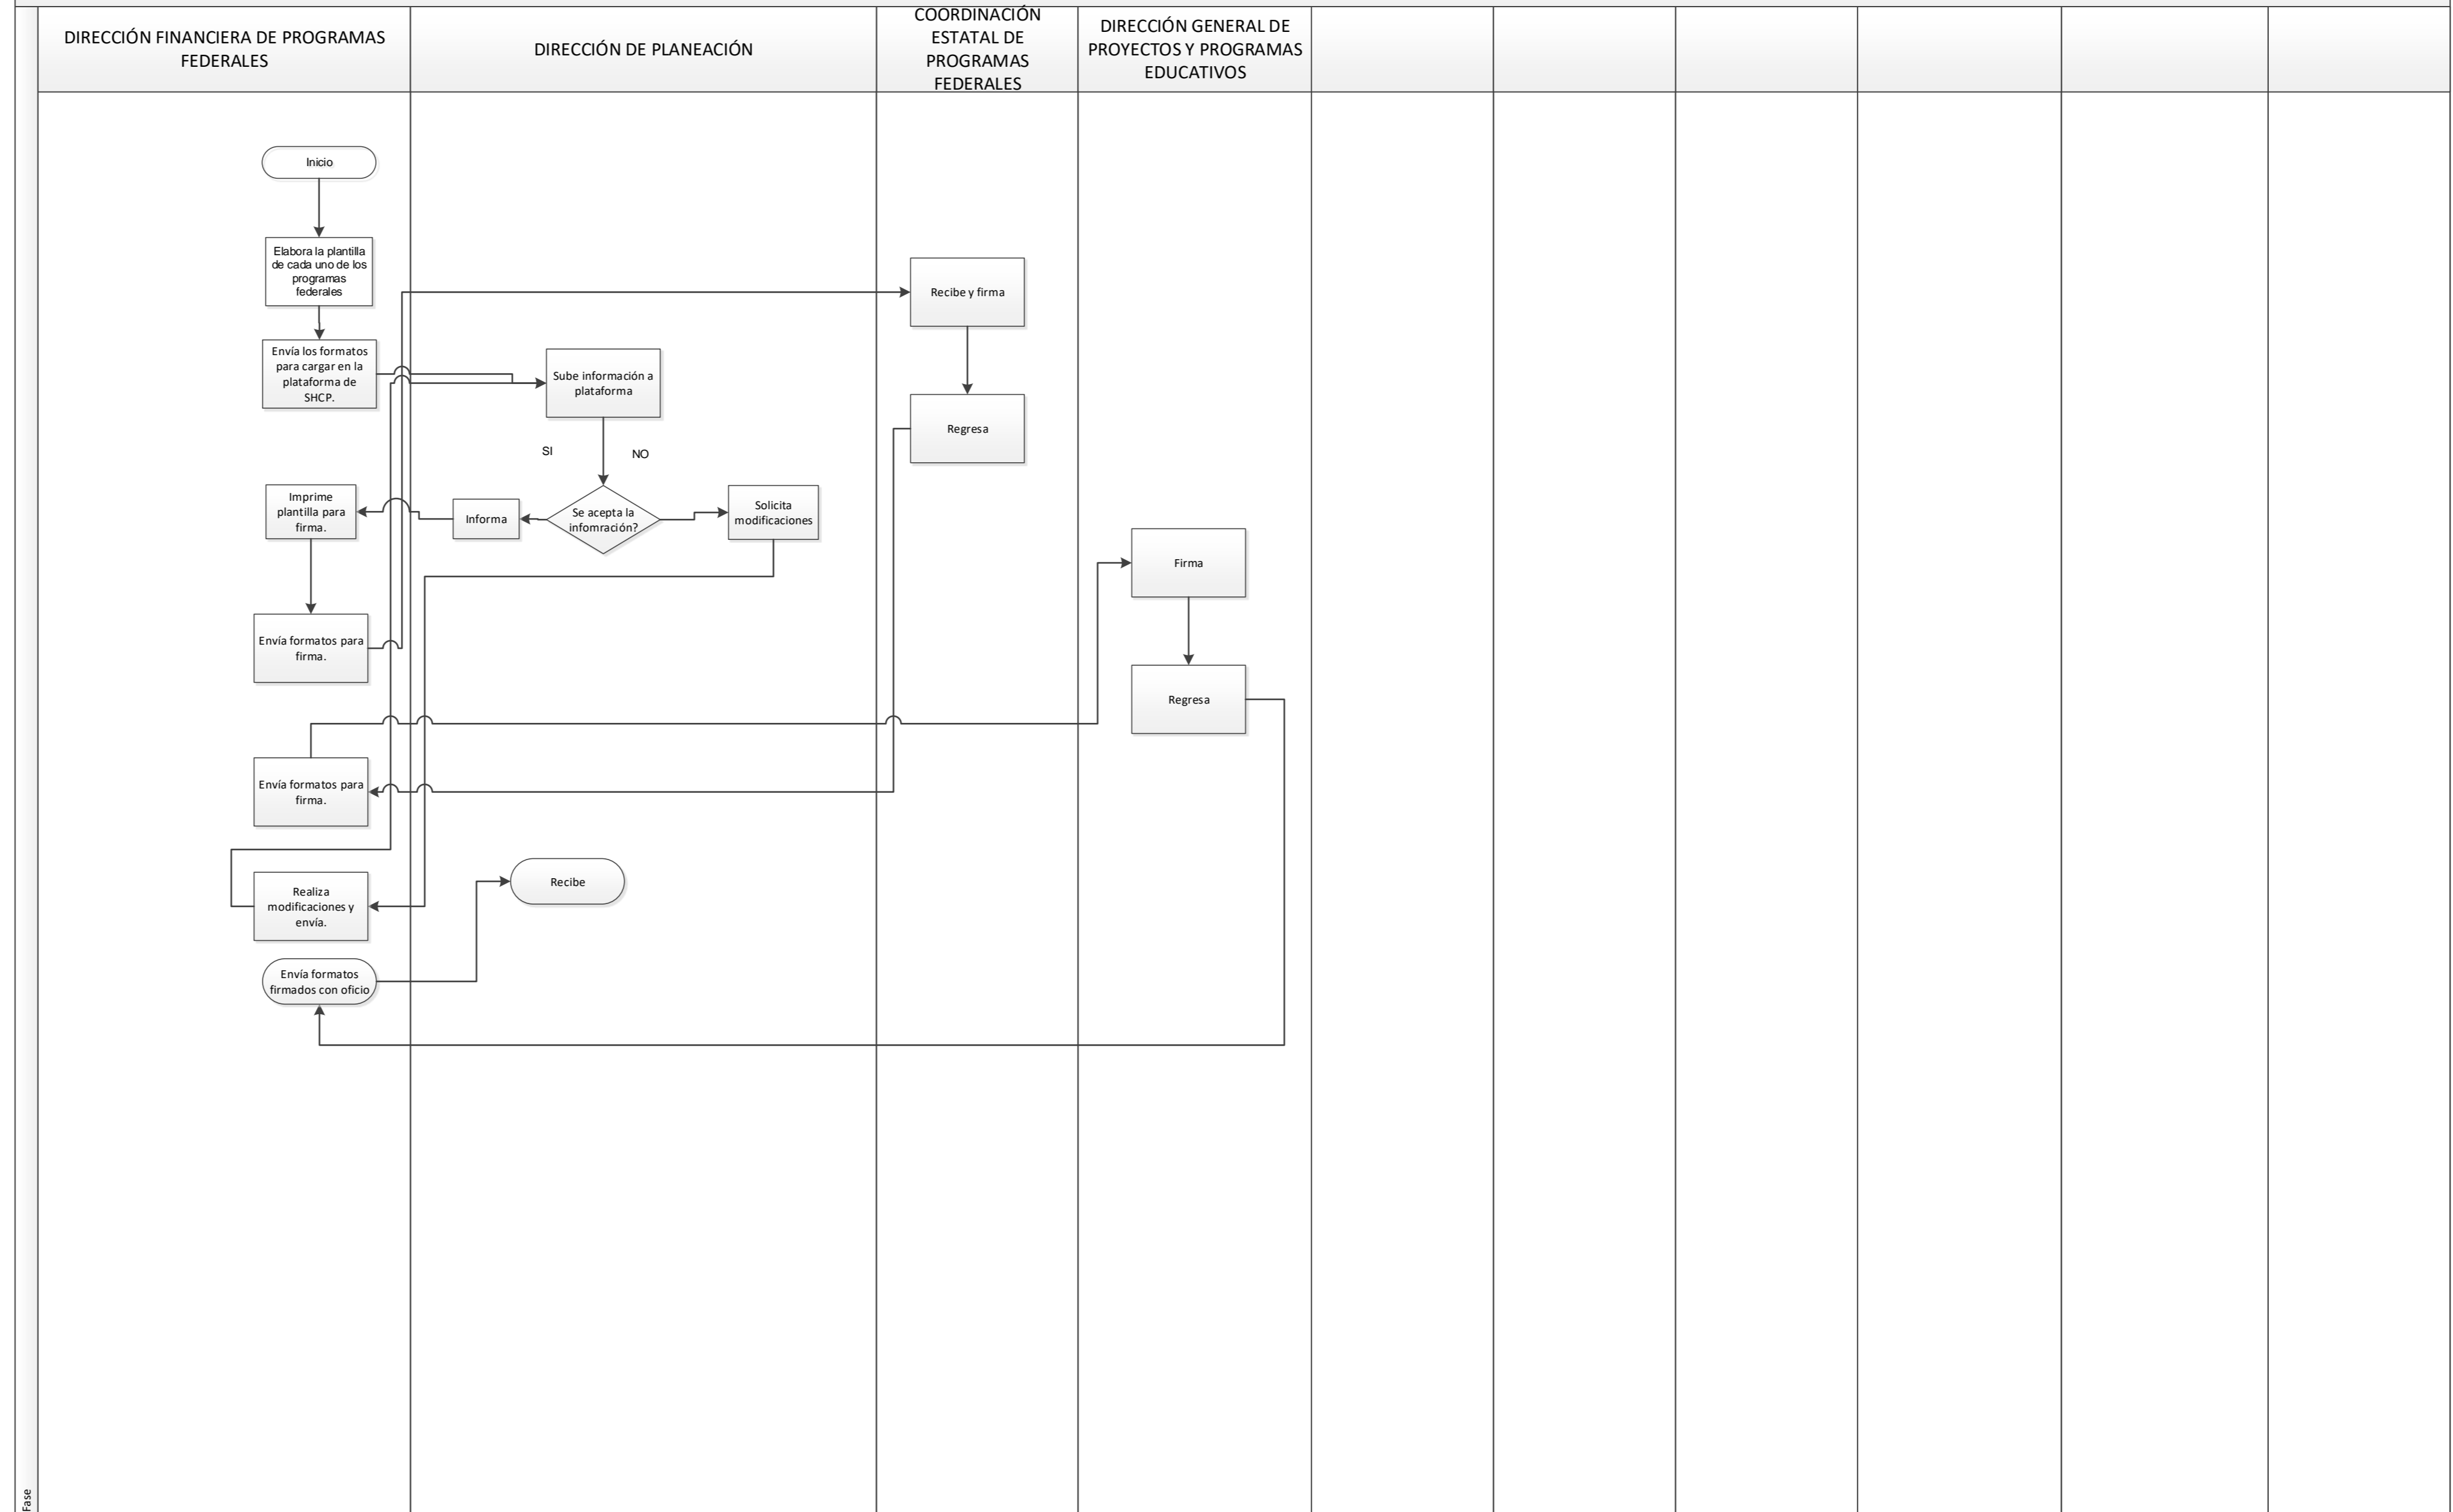 DIRECCIÓN FINANCIERA DE PROGRAMAS
FEDERALES
DIRECCIÓN DE PLANEACIÓN
COORDINACIÓN
ESTATAL DE
PROGRAMAS
FEDERALES
DIRECCIÓN GENERAL DE
PROYECTOS Y PROGRAMAS
EDUCATIVOS
Inicio
Elabora la plantilla
de cada uno de los
programas
federales
Recibe y firma
Envía los formatos
para cargar en la
plataforma de
SHCP.
Sube información a
plataforma
Regresa
SI
NO
Imprime
plantilla para
firma.
Informa
Se acepta la
infomración?
Solicita
modificaciones
Firma
Envía formatos para
firma.
Regresa
Envía formatos para
firma.
Recibe
Realiza
modificaciones y
envía.
Envía formatos
firmados con oficio
Fase